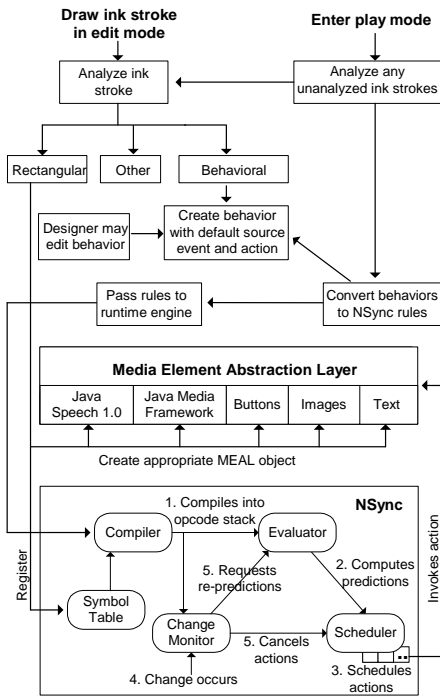 Draw ink stroke
in edit mode
Enter play mode
Analyze ink
stroke
Analyze any
unanalyzed ink strokes
Rectangular
Other
Behavioral
Designer may
edit behavior
Create behavior
with default source
event and action
Pass rules to
runtime engine
Convert behaviors
to NSync rules
Media Element Abstraction Layer
Java
Speech 1.0
Java Media
Framework
Buttons
Images
Text
Create appropriate MEAL object
NSync
1. Compiles into
opcode stack
Compiler
Evaluator
Register
5. Requests
re-predictions
2. Computes
predictions
Invokes action
Symbol
Table
Change
Monitor
5. Cancels
actions
Scheduler
4. Change occurs
3. Schedules
actions